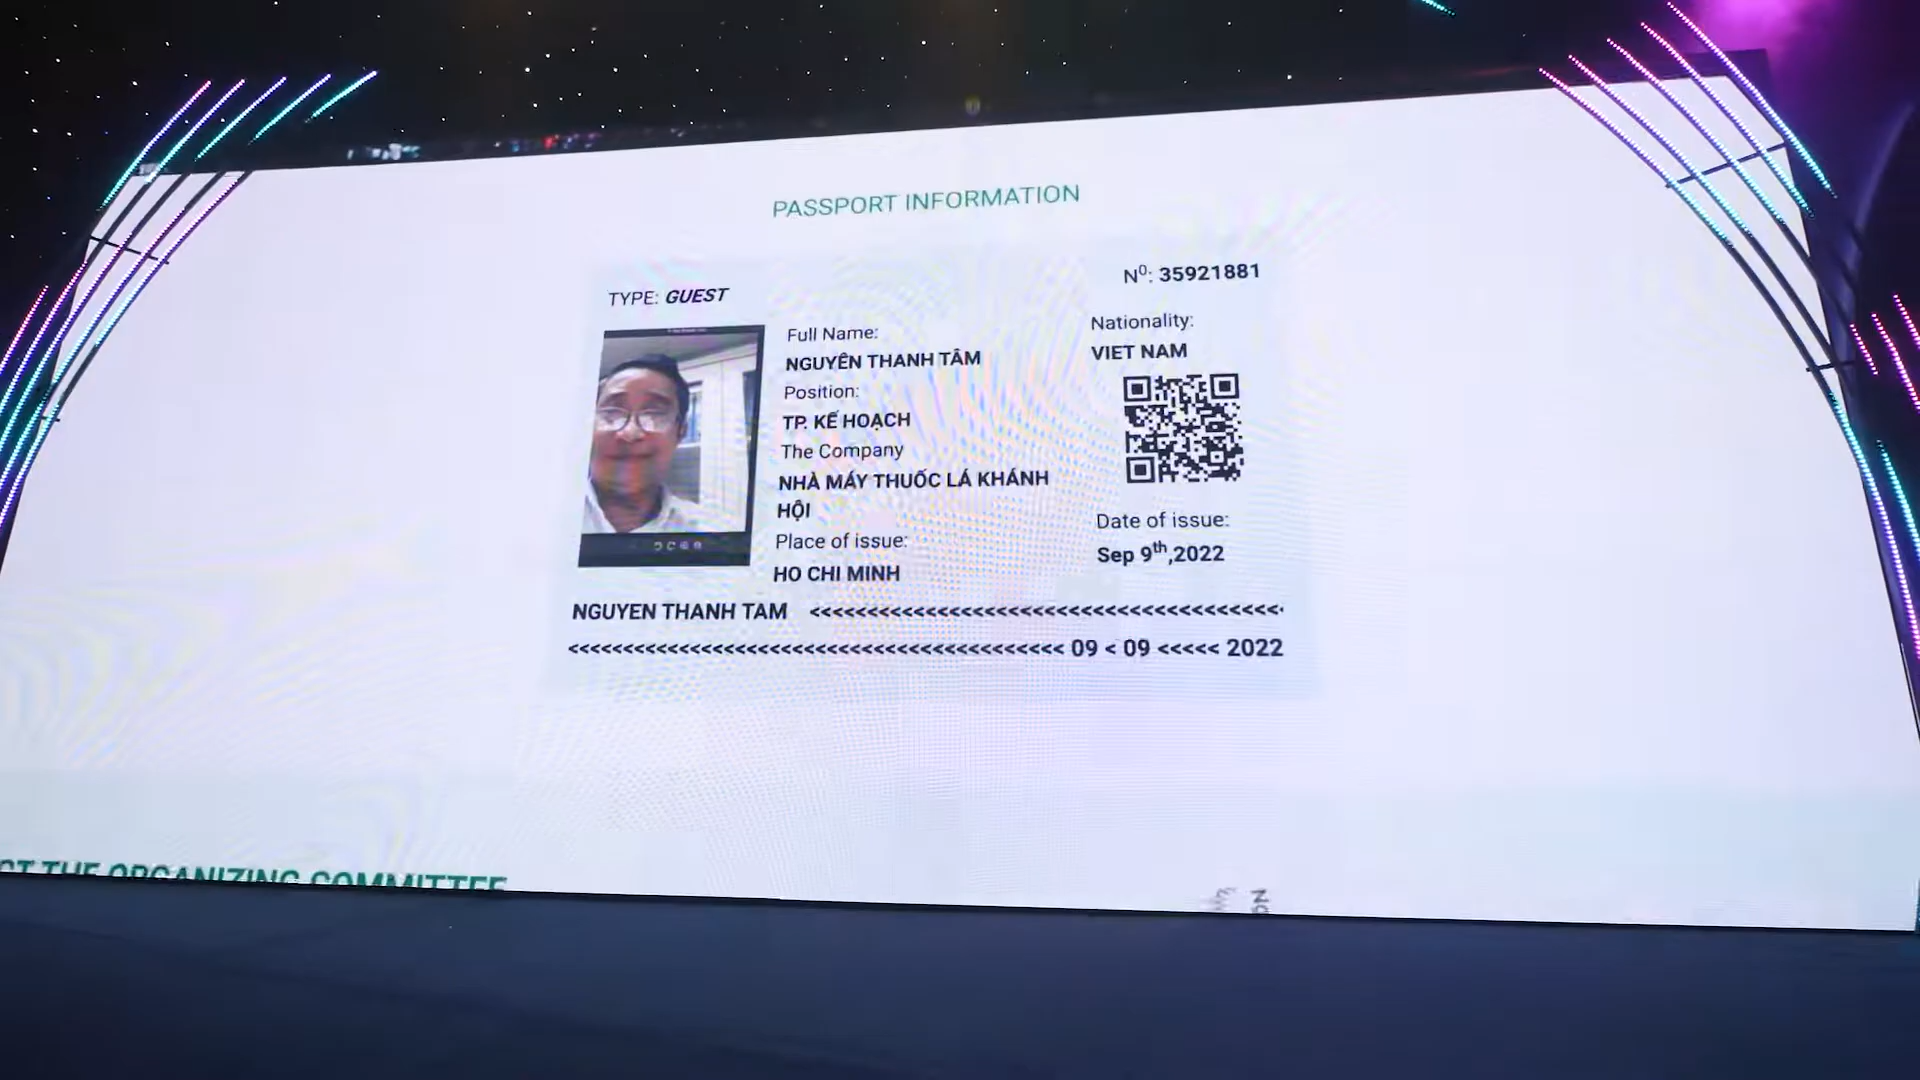 PASSPORT INFORMATION
TYPE: GUEST
Nº: 35921881
Full Name:
NGUYÊN THANH TÂM
Position:
TP. KẾ HOẠCH
The Company
NHÀ MÁY THUỐC LÁ KHÁNH
HỘI
Place of issue:
HO CHI MINH
Nationality:
VIET NAM
Date of issue:
Sep 9th,2022
NGUYEN THANH TAM <<<<<<<<<<<<<<<<<<<<<<<<<<<<<<<<<<<<<<<<<
<<<<<<<<<<<<<<<<<<<<<<<<<<<<<<<<<<<<<<<<<<< 09 < 09 <<<<< 2022
THE ORGANIZING COMMITTEE